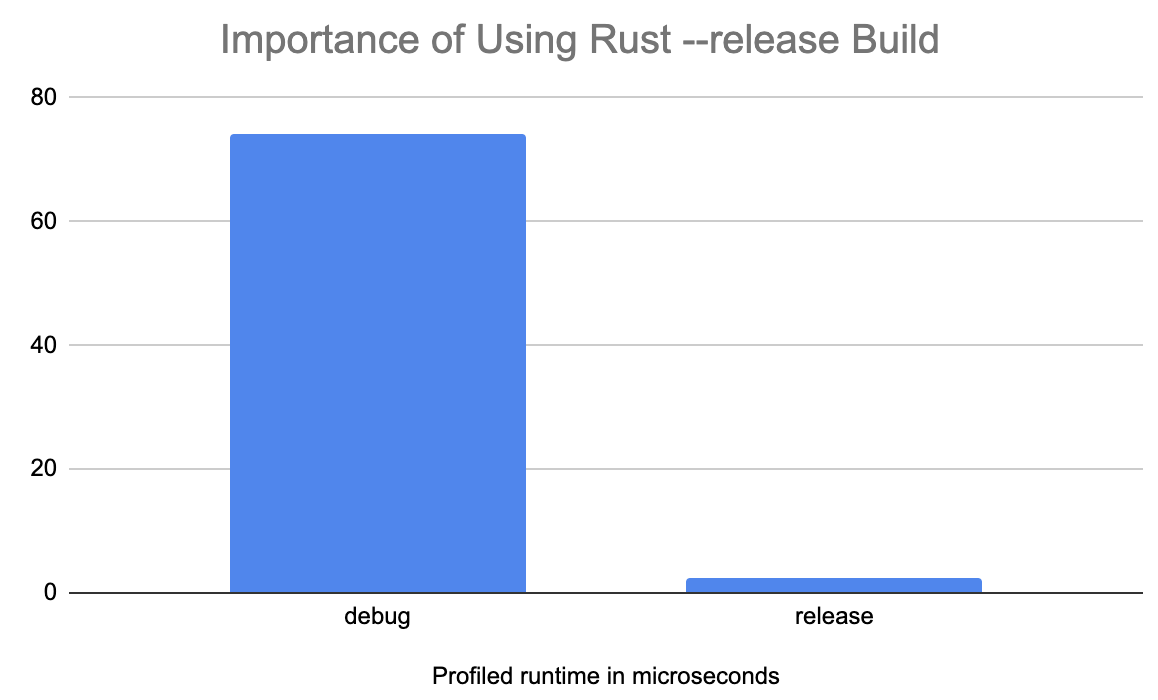 Importance of Using Rust --release Build
80
60
40
20
0
debug
release
Profiled runtime in microseconds